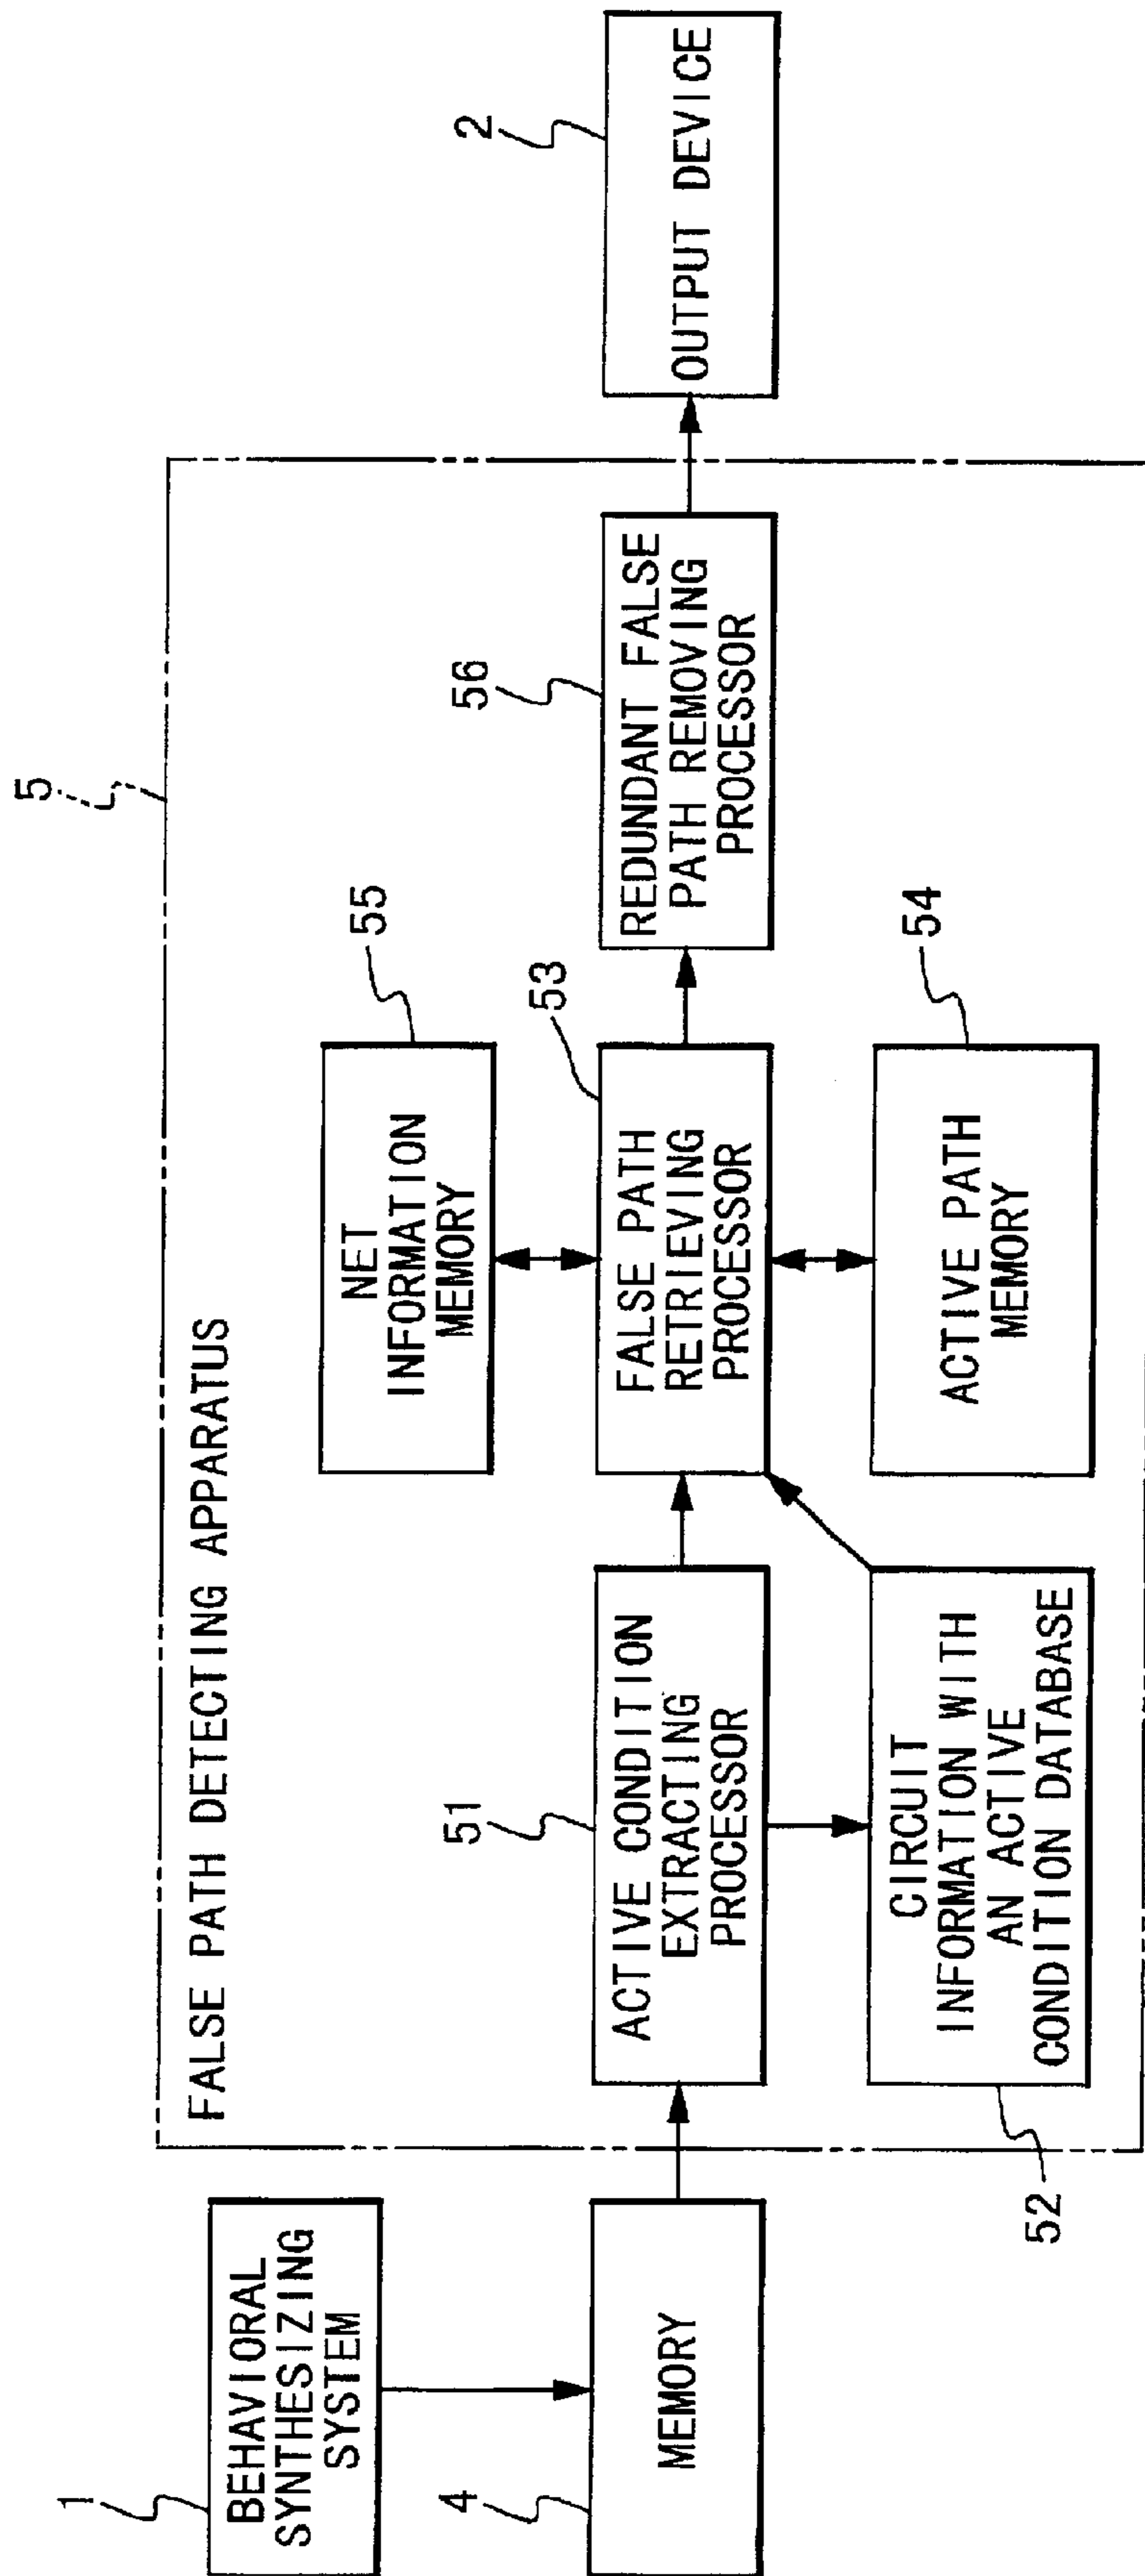 1
BEHAVIORAL
SYNTHESIZING
SYSTEM
4
MEMORY
5
FALSE PATH DETECTING APPARATUS
51
ACTIVE CONDITION
EXTRACTING
PROCESSOR
52
CIRCUIT
INFORMATION WITH
AN ACTIVE
CONDITION DATABASE
55
NET
INFORMATION
MEMORY
53
FALSE PATH
RETRIEVING
PROCESSOR
54
ACTIVE PATH
MEMORY
56
REDUNDANT FALSE
PATH REMOVING
PROCESSOR
2
OUTPUT DEVICE